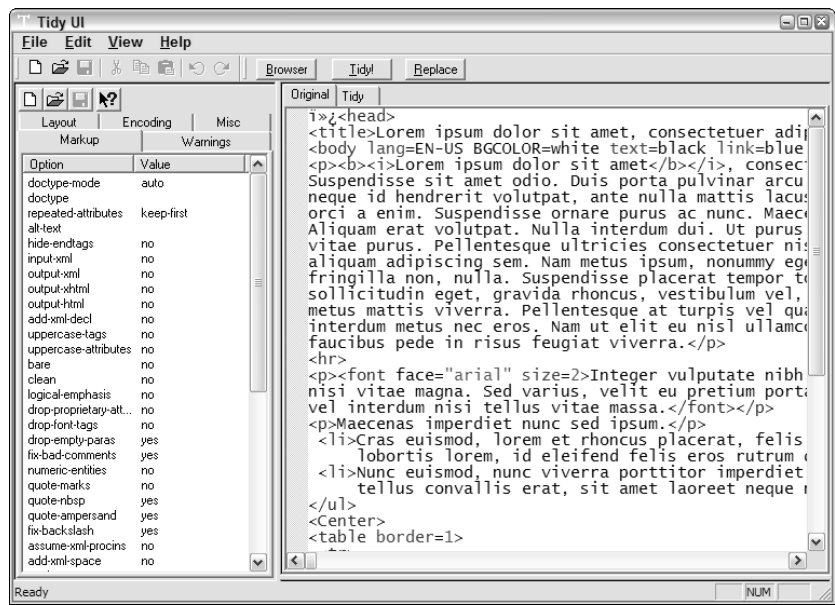 Tidy UI
File Edit View Help
Browser Tidy! Replace
Layout Encoding Misc
Markup Warnings
Option Value
doctype-mode auto
doctype
repeated-attributes keep-first
alt-text
hide-endtags no
input-xml no
output-xml no
output-xhtml no
output-html no
add-xml-decl no
uppercase-tags no
uppercase-attributes no
bare no
clean no
logical-emphasis no
drop-proprietary-att... no
drop-font-tags no
drop-empty-paras yes
fix-bad-comments yes
numeric-entities no
quote-marks no
quote-nbsp yes
quote-ampersand yes
fix-backslash yes
assume-xml-procins no
add-xml-space no
Original Tidy
ï»¿<head>
<title>Lorem ipsum dolor sit amet, consectetuer
<body lang=EN-US BGCOLOR=white text=black link=blue
<p><b><i>Lorem ipsum dolor sit amet</b></i>,
Suspendisse sit amet odio. Duis porta pulvinar arcu
neque id hendrerit volutpat, ante nulla mattis
orci a enim. Suspendisse ornare purus ac nunc.
Aliquam erat volutpat. Nulla interdum dui. Ut purus
vitae purus. Pellentesque ultricies consectetuer
aliquam adipiscing sem. Nam metus ipsum, nonummy
fringilla non, nulla. Suspendisse placerat tempor
sollicitudin eget, gravida rhoncus, vestibulum vel,
metus mattis viverra. Pellentesque at turpis vel
interdum metus nec eros. Nam ut elit eu nisl
faucibus pede in risus feugiat viverra.</p>
<hr>
<p><font face="arial" size=2>Integer vulputate nibh
nisi vitae magna. Sed varius, velit eu pretium
vel interdum nisi tellus vitae massa.</font></p>
<p>Maecenas imperdiet nunc sed ipsum.</p>
<li>Cras euismod, lorem et rhoncus placerat, felis
lobortis lorem, id eleifend felis eros rutrum
<li>Nunc euismod, nunc viverra porttitor imperdiet
tellus convallis erat, sit amet laoreet neque
</ul>
<Center>
<table border=1>
Ready NUM